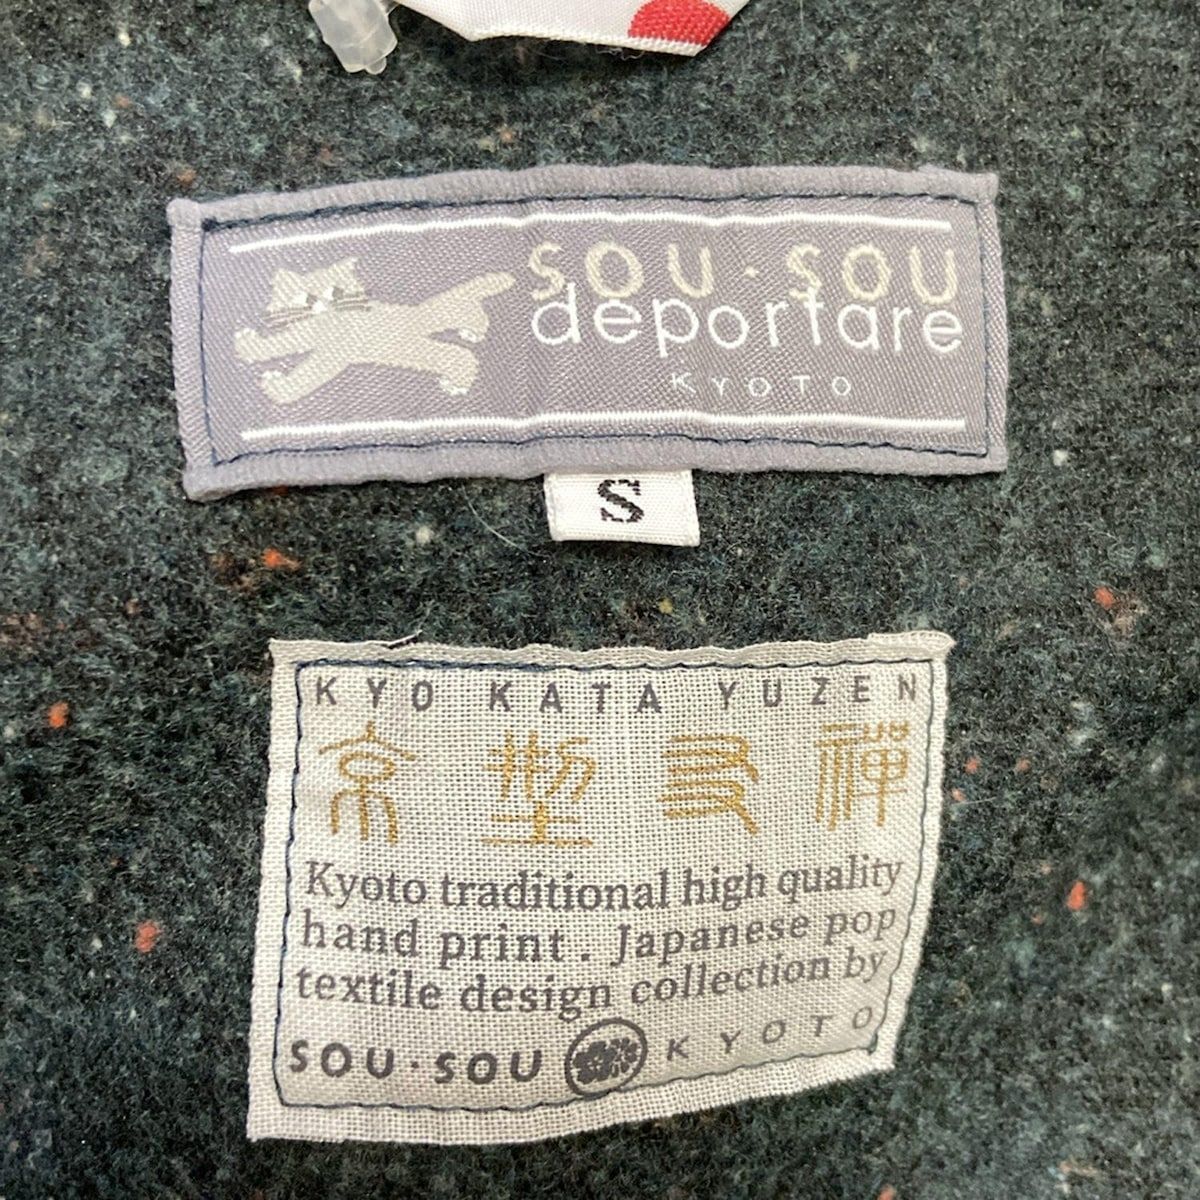 SOU・SOU
deportare
KYOTO
S
KYO KATA YUZEN
京型友禅
Kyoto traditional high quality
hand print. Japanese pop
textile design collection by
SOU・SOU KYOTO